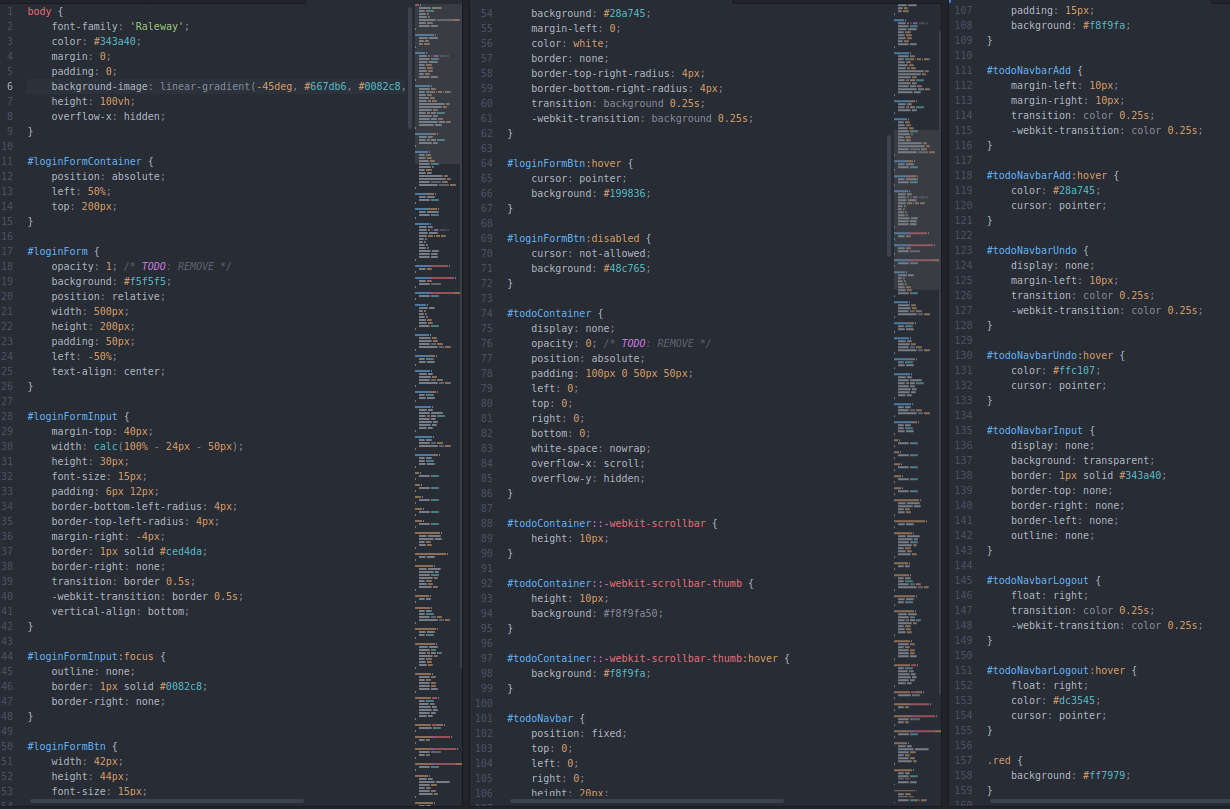 1 body {
2 font-family: 'Raleway';
3 color: #343a40;
4 margin: 0;
5 padding: 0;
6 background-image: linear-gradient(-45deg, #667db6, #0082c8,
7 height: 100vh;
8 overflow-x: hidden;
9 }
10
11 #loginFormContainer {
12 position: absolute;
13 left: 50%;
14 top: 200px;
15 }
16
17 #loginForm {
18 opacity: 1; /* TODO: REMOVE */
19 background: #f5f5f5;
20 position: relative;
21 width: 500px;
22 height: 200px;
23 padding: 50px;
24 left: -50%;
25 text-align: center;
26 }
27
28 #loginFormInput {
29 margin-top: 40px;
30 width: calc(100% - 24px - 50px);
31 height: 30px;
32 font-size: 15px;
33 padding: 6px 12px;
34 border-bottom-left-radius: 4px;
35 border-top-left-radius: 4px;
36 margin-right: -4px;
37 border: 1px solid #ced4da;
38 border-right: none;
39 transition: border 0.5s;
40 -webkit-transition: border 0.5s;
41 vertical-align: bottom;
42 }
43
44 #loginFormInput:focus {
45 outline: none;
46 border: 1px solid #0082c8;
47 border-right: none;
48 }
49
50 #loginFormBtn {
51 width: 42px;
52 height: 44px;
53 font-size: 15px;
54 background: #28a745;
55 margin-left: 0;
56 color: white;
57 border: none;
58 border-top-right-radius: 4px;
59 border-bottom-right-radius: 4px;
60 transition: background 0.25s;
61 -webkit-transition: background 0.25s;
62 }
63
64 #loginFormBtn:hover {
65 cursor: pointer;
66 background: #199836;
67 }
68
69 #loginFormBtn:disabled {
70 cursor: not-allowed;
71 background: #48c765;
72 }
73
74 #todoContainer {
75 display: none;
76 opacity: 0; /* TODO: REMOVE */
77 position: absolute;
78 padding: 100px 0 50px 50px;
79 left: 0;
80 top: 0;
81 right: 0;
82 bottom: 0;
83 white-space: nowrap;
84 overflow-x: scroll;
85 overflow-y: hidden;
86 }
87
88 #todoContainer::-webkit-scrollbar {
89 height: 10px;
90 }
91
92 #todoContainer::-webkit-scrollbar-thumb {
93 height: 10px;
94 background: #f8f9fa50;
95 }
96
97 #todoContainer::-webkit-scrollbar-thumb:hover {
98 background: #f8f9fa;
99 }
100
101 #todoNavbar {
102 position: fixed;
103 top: 0;
104 left: 0;
105 right: 0;
106 height: 20px;
107 padding: 15px;
108 background: #f8f9fa;
109 }
110
111 #todoNavbarAdd {
112 margin-left: 10px;
113 margin-right: 10px;
114 transition: color 0.25s;
115 -webkit-transition: color 0.25s;
116 }
117
118 #todoNavbarAdd:hover {
119 color: #28a745;
120 cursor: pointer;
121 }
122
123 #todoNavbarUndo {
124 display: none;
125 margin-left: 10px;
126 transition: color 0.25s;
127 -webkit-transition: color 0.25s;
128 }
129
130 #todoNavbarUndo:hover {
131 color: #ffc107;
132 cursor: pointer;
133 }
134
135 #todoNavbarInput {
136 display: none;
137 background: transparent;
138 border: 1px solid #343a40;
139 border-top: none;
140 border-right: none;
141 border-left: none;
142 outline: none;
143 }
144
145 #todoNavbarLogout {
146 float: right;
147 transition: color 0.25s;
148 -webkit-transition: color 0.25s;
149 }
150
151 #todoNavbarLogout:hover {
152 float: right;
153 color: #dc3545;
154 cursor: pointer;
155 }
156
157 .red {
158 background: #ff7979;
159 }